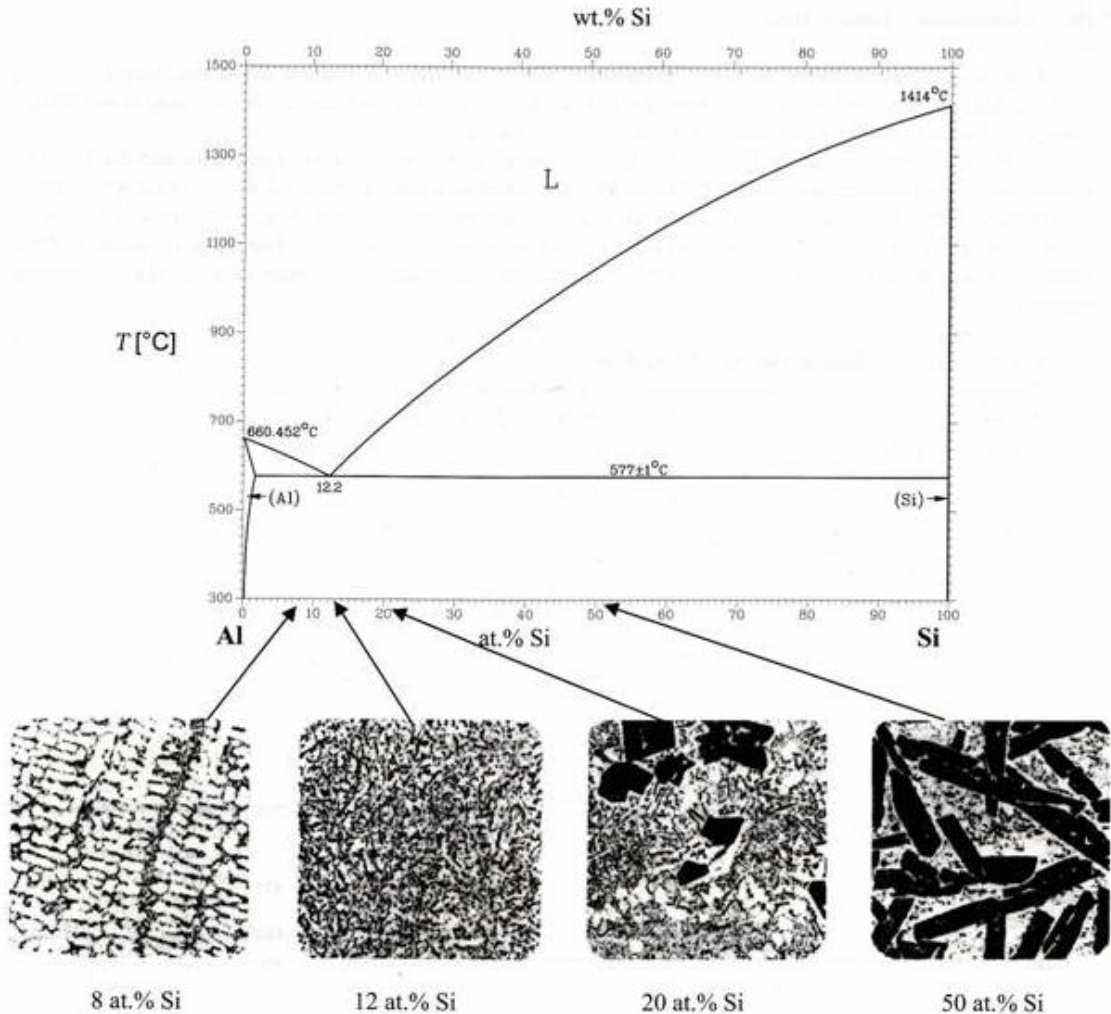 wt.% Si
0 10 20 30 40 50 60 70 80 90 100
1500
1414°C
1300
L
1100
T [°C]
900
700
660.452°C
577±1°C
12.2
(Al)
(Si)
500
300
0 10 20 30 40 50 60 70 80 90 100
Al
at.% Si
Si
8 at.% Si
12 at.% Si
20 at.% Si
50 at.% Si